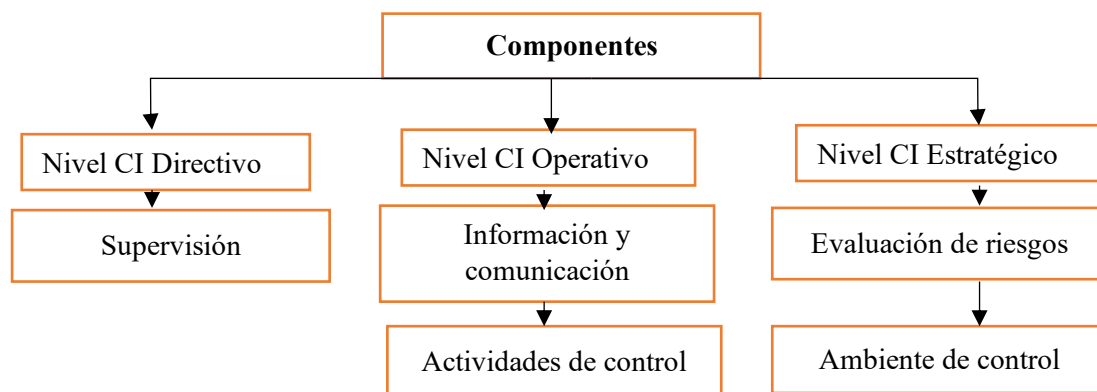 Componentes
Nivel CI Directivo
Nivel CI Operativo
Nivel CI Estratégico
Supervisión
Información y
comunicación
Evaluación de riesgos
Actividades de control
Ambiente de control